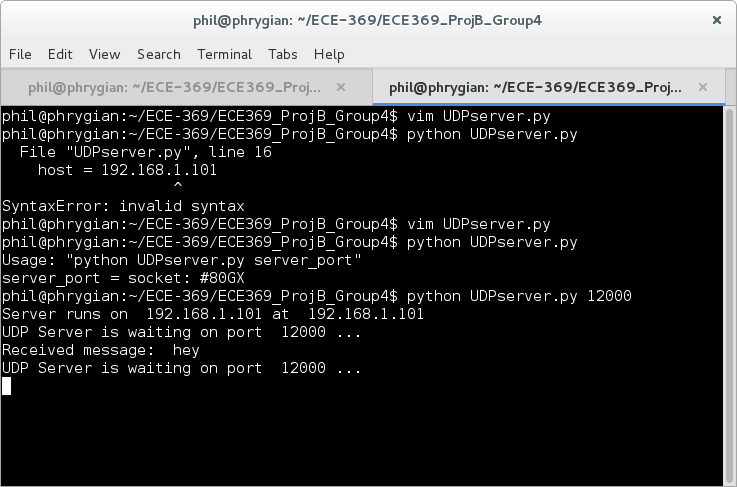 phil@phrygian: ~/ECE-369/ECE369_ProjB_Group4
File Edit View Search Terminal Tabs Help
phil@phrygian: ~/ECE-369/ECE369_Proj... phil@phrygian: ~/ECE-369/ECE369_Proj...
phil@phrygian:~/ECE-369/ECE369_ProjB_Group4$ vim UDPserver.py
phil@phrygian:~/ECE-369/ECE369_ProjB_Group4$ python UDPserver.py
  File "UDPserver.py", line 16
    host = 192.168.1.101
                   ^
SyntaxError: invalid syntax
phil@phrygian:~/ECE-369/ECE369_ProjB_Group4$ vim UDPserver.py
phil@phrygian:~/ECE-369/ECE369_ProjB_Group4$ python UDPserver.py
Usage: "python UDPserver.py server_port"
server_port = socket: #80GX
phil@phrygian:~/ECE-369/ECE369_ProjB_Group4$ python UDPserver.py 12000
Server runs on  192.168.1.101 at  192.168.1.101
UDP Server is waiting on port  12000 ...
Received message:  hey
UDP Server is waiting on port  12000 ...